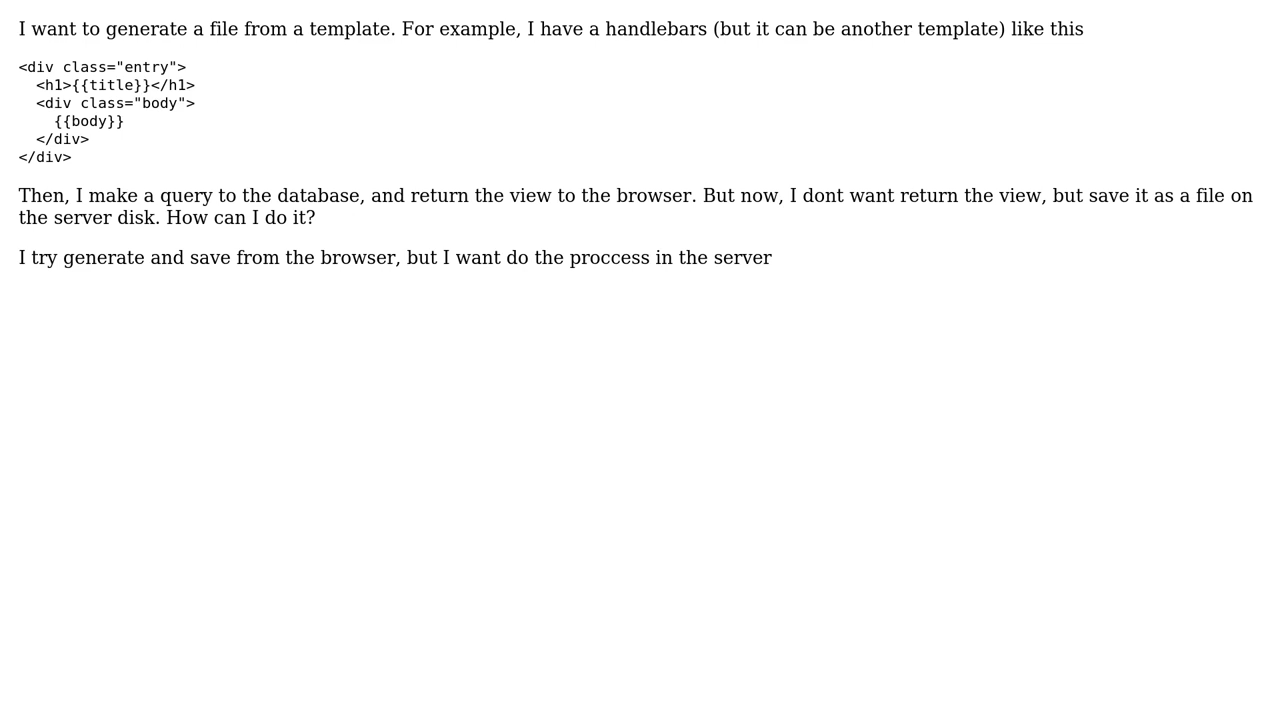 I want to generate a file from a template. For example, I have a handlebars (but it can be another template) like this
<div class="entry">
  <h1>{{title}}</h1>
  <div class="body">
    {{body}}
  </div>
</div>
Then, I make a query to the database, and return the view to the browser. But now, I dont want return the view, but save it as a file on
the server disk. How can I do it?
I try generate and save from the browser, but I want do the proccess in the server